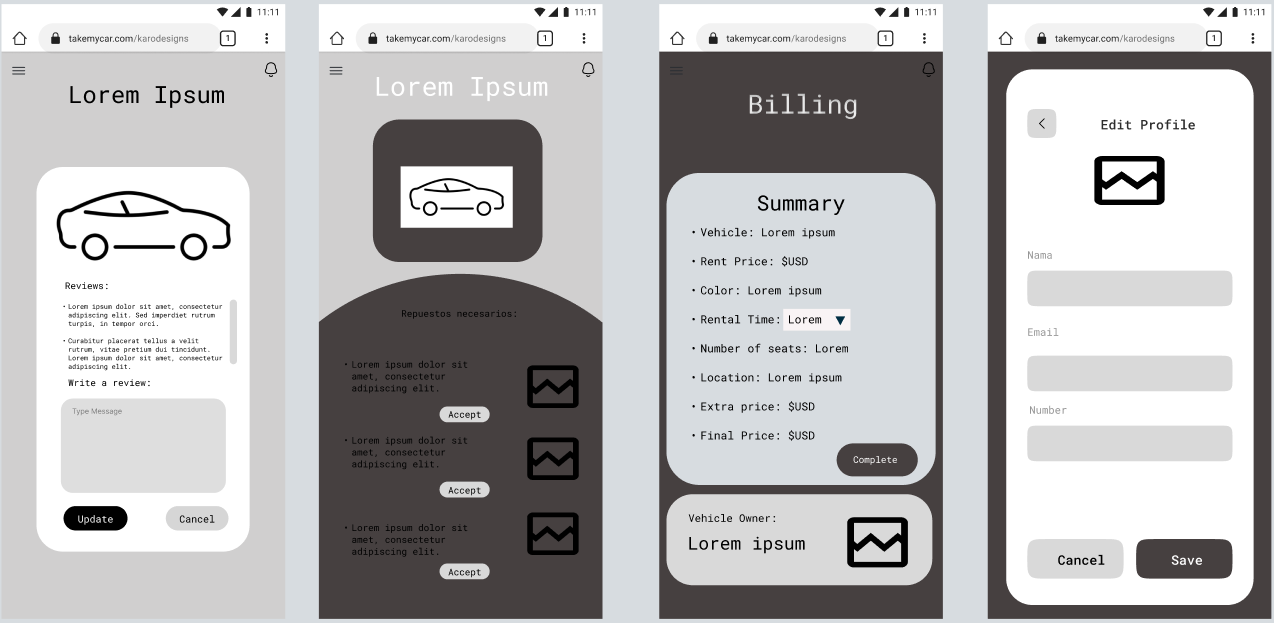 11:11
takemycar.com/karodesigns
1
Lorem Ipsum
Reviews:
• Lorem ipsum dolor sit amet, consectetur
adipiscing elit. Sed imperdiet rutrum
turpis, in tempor orci.
• Curabitur placerat tellus a velit
rutrum, vitae pretium dui tincidunt.
Lorem ipsum dolor sit amet, consectetur
adipiscing elit.
Write a review:
Type Message
Update
Cancel
11:11
takemycar.com/karodesigns
1
Lorem Ipsum
Repuestos necesarios:
• Lorem ipsum dolor sit
amet, consectetur
adipiscing elit.
Accept
• Lorem ipsum dolor sit
amet, consectetur
adipiscing elit.
Accept
• Lorem ipsum dolor sit
amet, consectetur
adipiscing elit.
Accept
11:11
takemycar.com/karodesigns
1
Billing
Summary
• Vehicle: Lorem ipsum
• Rent Price: $USD
• Color: Lorem ipsum
• Rental Time: Lorem
• Number of seats: Lorem
• Location: Lorem ipsum
• Extra price: $USD
• Final Price: $USD
Complete
Vehicle Owner:
Lorem ipsum
11:11
takemycar.com/karodesigns
1
Edit Profile
Nama
Email
Number
Cancel
Save